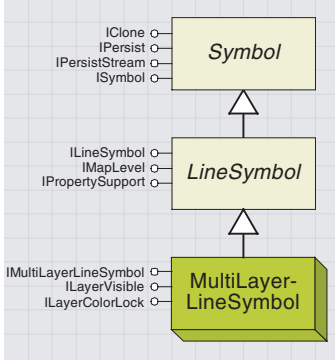 IClone
IPersist
IPersistStream
ISymbol
Symbol
ILineSymbol
IMapLevel
IPropertySupport
LineSymbol
IMultiLayerLineSymbol
ILayerVisible
ILayerColorLock
MultiLayer-
LineSymbol